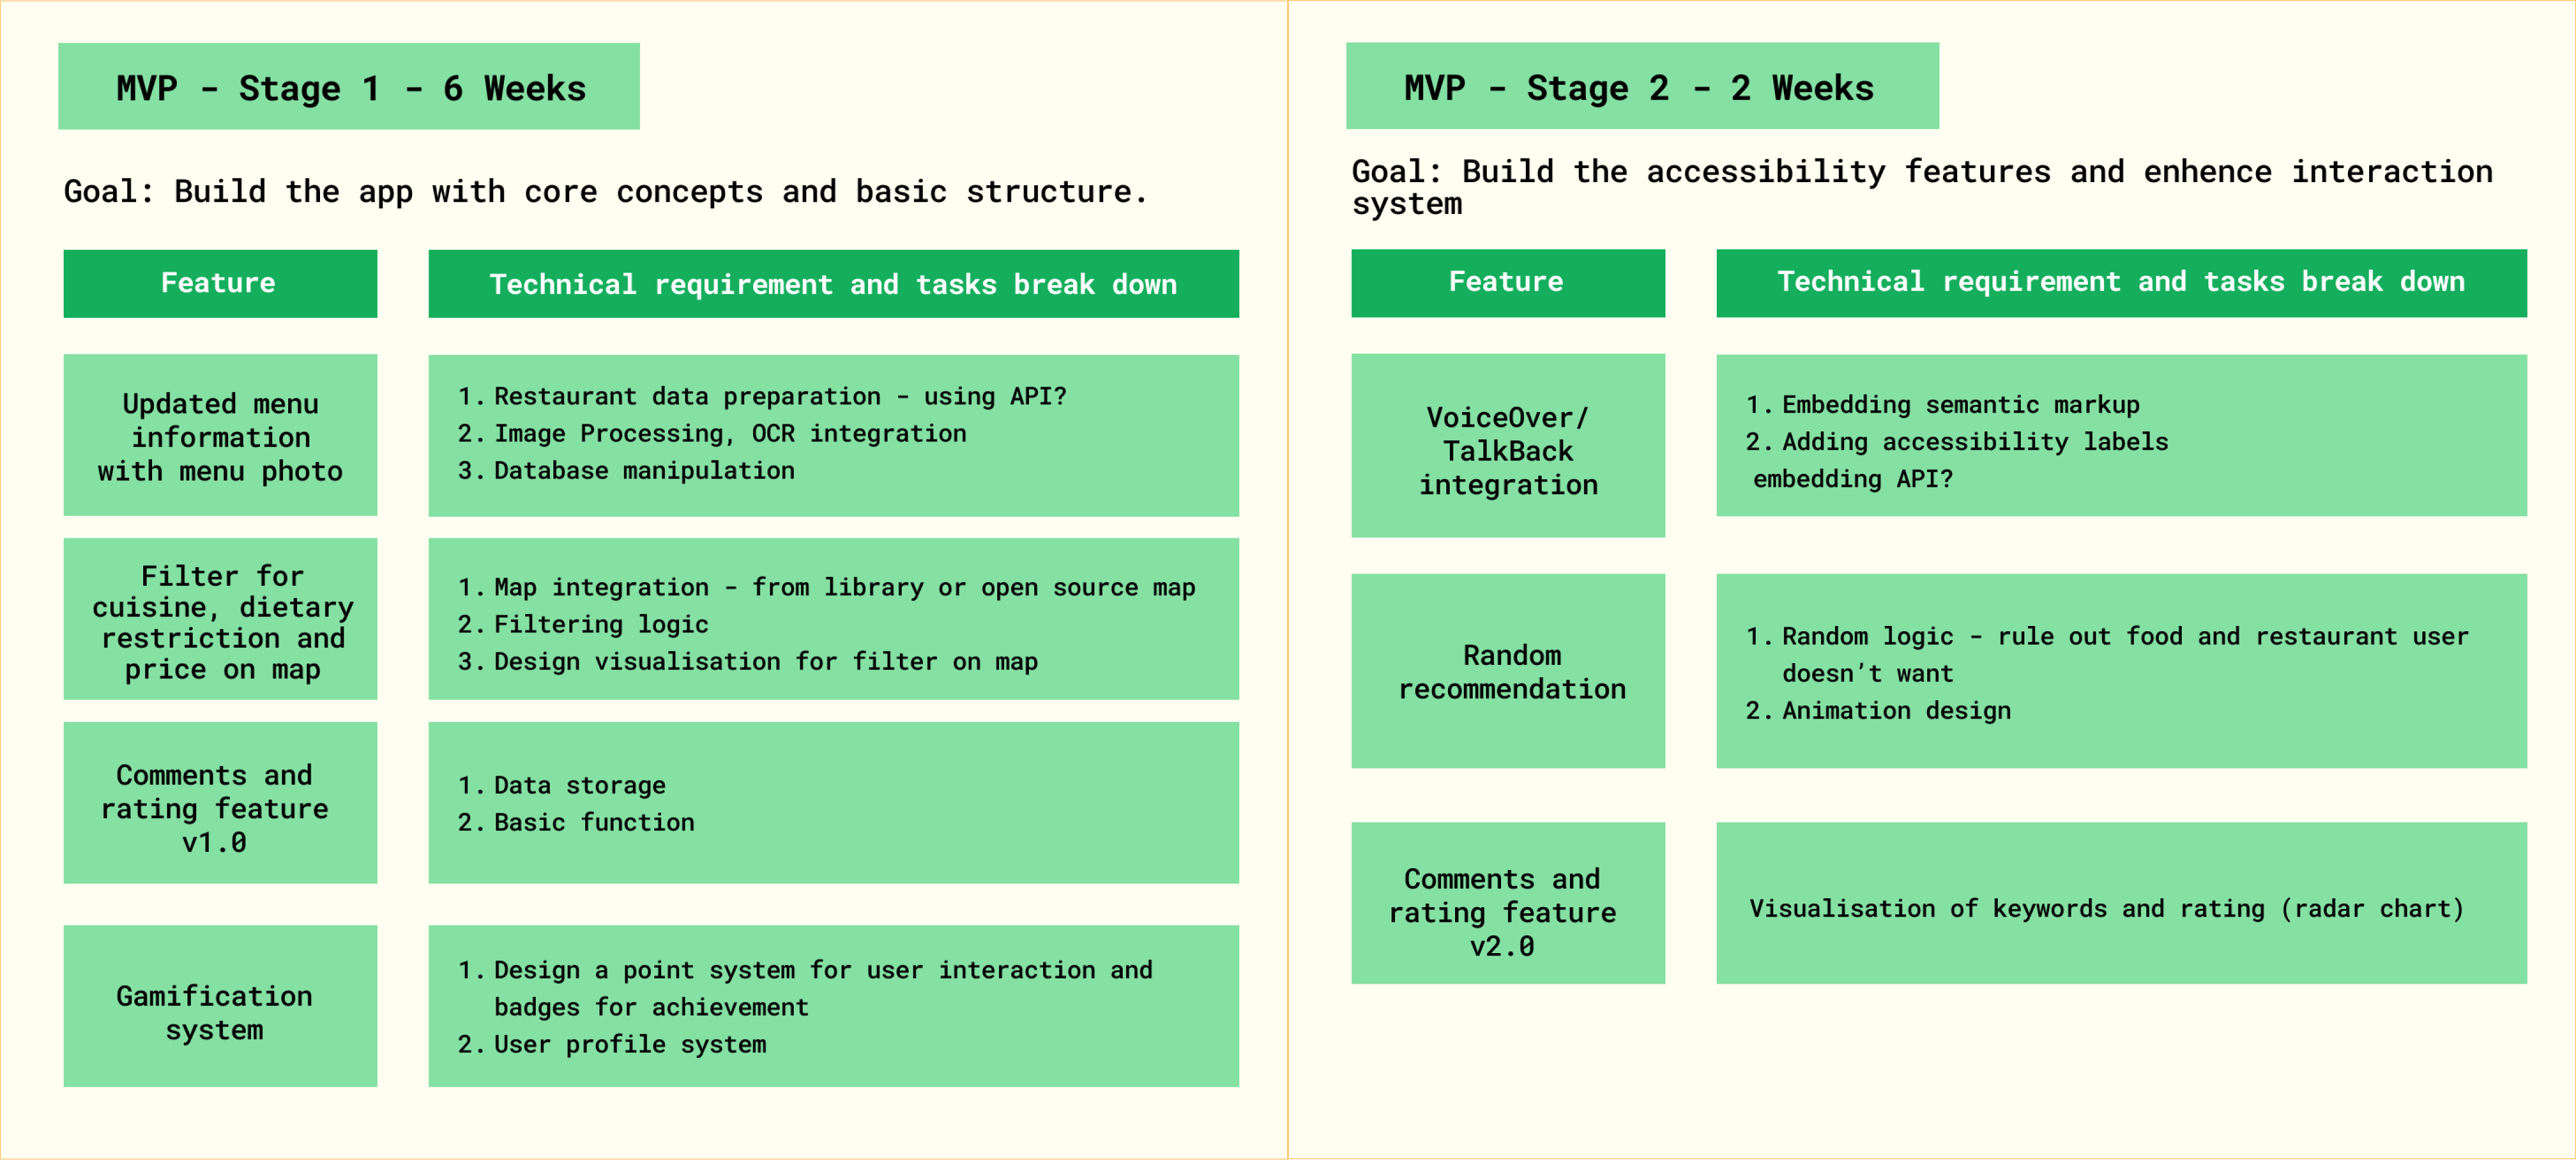 MVP - Stage 1 - 6 Weeks
Goal: Build the app with core concepts and basic structure.
Feature
Technical requirement and tasks break down
Updated menu
information
with menu photo
1. Restaurant data preparation - using API?
2. Image Processing, OCR integration
3. Database manipulation
Filter for
cuisine, dietary
restriction and
price on map
1. Map integration - from library or open source map
2. Filtering logic
3. Design visualisation for filter on map
Comments and
rating feature
v1.0
1. Data storage
2. Basic function
Gamification
system
1. Design a point system for user interaction and
badges for achievement
2. User profile system
MVP - Stage 2 - 2 Weeks
Goal: Build the accessibility features and enhence interaction
system
Feature
Technical requirement and tasks break down
VoiceOver/
TalkBack
integration
1. Embedding semantic markup
2. Adding accessibility labels
embedding API?
Random
recommendation
1. Random logic - rule out food and restaurant user
doesn’t want
2. Animation design
Comments and
rating feature
v2.0
Visualisation of keywords and rating (radar chart)